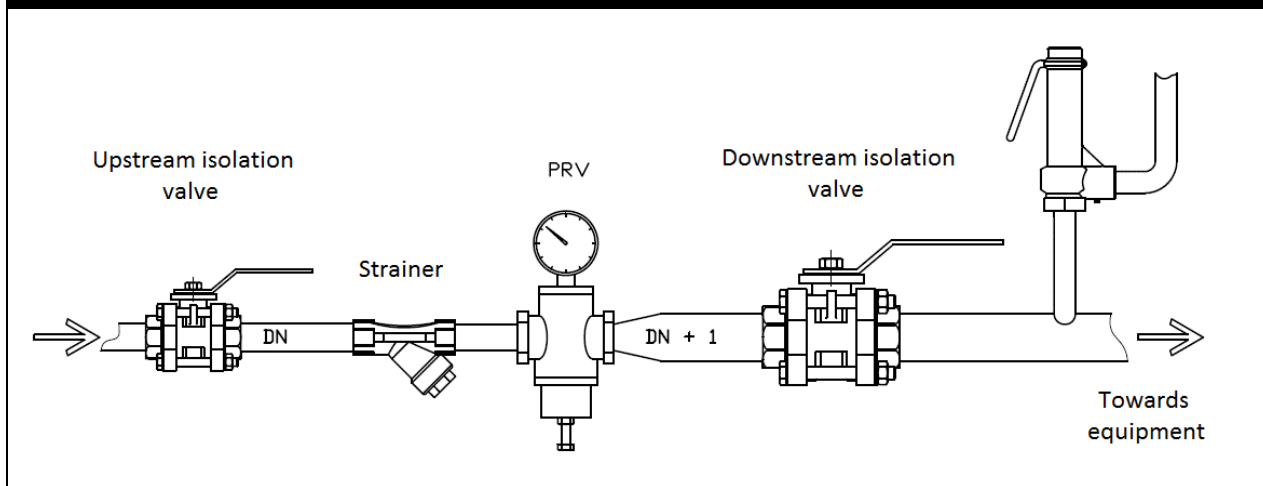 Upstream isolation
valve
Strainer
PRV
Downstream isolation
valve
DN
DN + 1
Towards
equipment